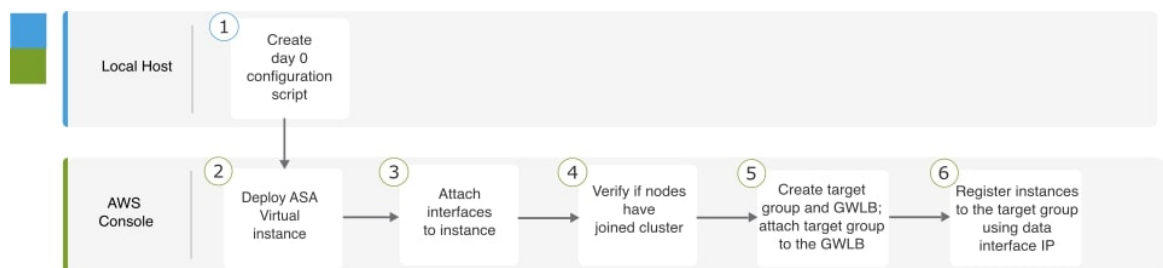 1
Create
day 0
configuration
script
Local Host
2
Deploy ASA
Virtual
instance
3
Attach
interfaces
to instance
4
Verify if nodes
have
joined cluster
5
Create target
group and GWLB;
attach target group
to the GWLB
6
Register instances
to the target group
using data
interface IP
AWS
Console